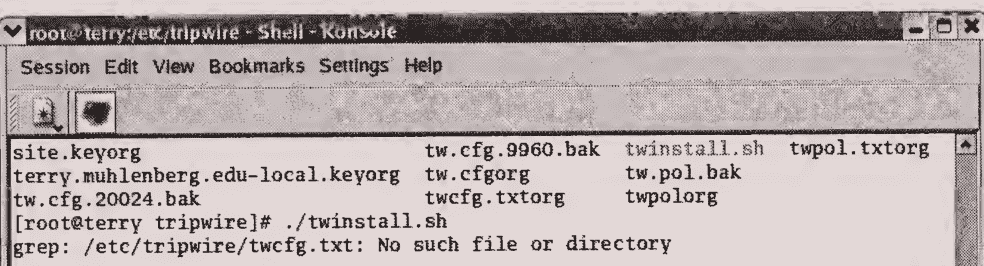 root@terry:/etc/tripwire - Shell - Konsole
Session Edit View Bookmarks Settings Help
site.keyorg tw.cfg.9960.bak twinstall.sh twpol.txtorg
terry.muhlenberg.edu-local.keyorg tw.cfgorg tw.pol.bak
tw.cfg.20024.bak twcfg.txtorg twpolorg
[root@terry tripwire]# ./twinstall.sh
grep: /etc/tripwire/twcfg.txt: No such file or directory